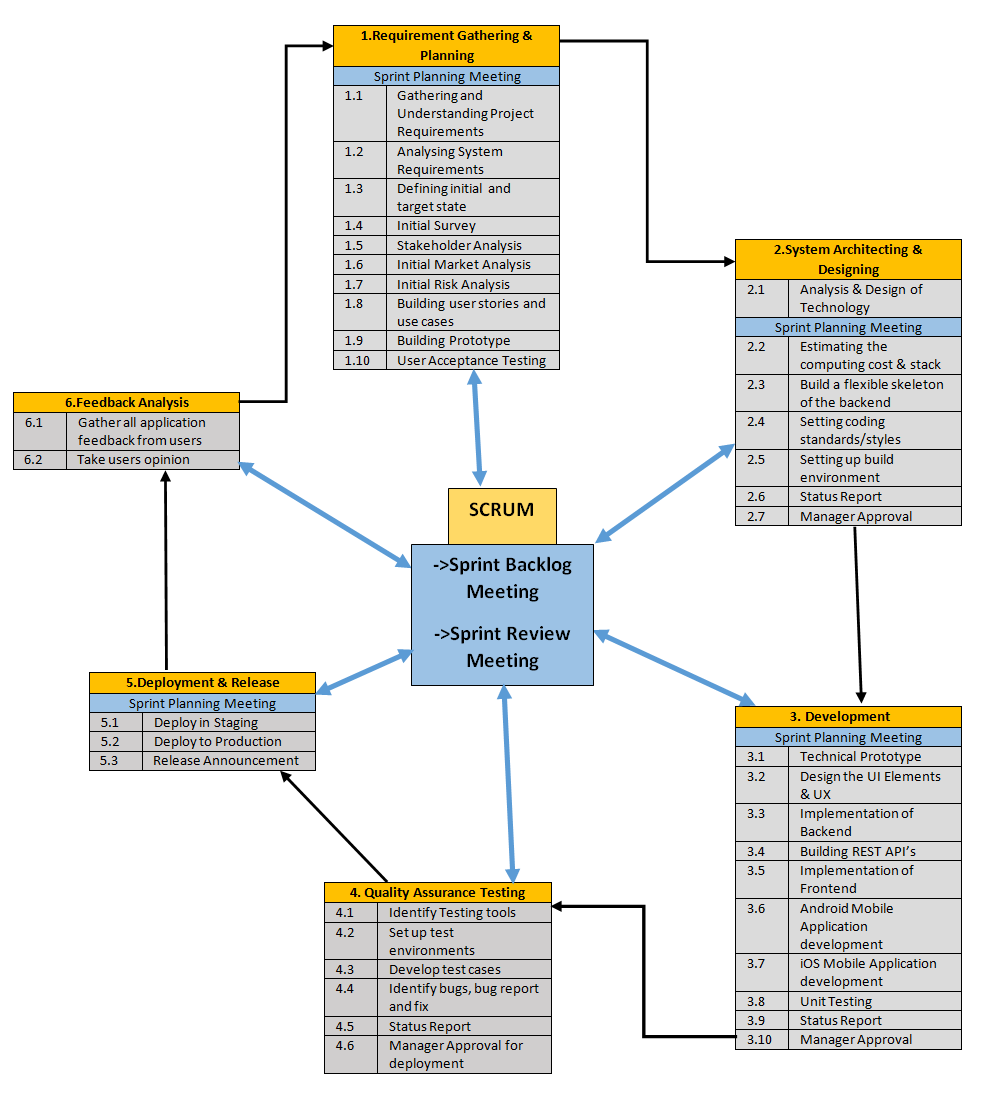 1.Requirement Gathering &
Planning
Sprint Planning Meeting
1.1 Gathering and
Understanding Project
Requirements
1.2 Analysing System
Requirements
1.3 Defining initial and
target state
1.4 Initial Survey
1.5 Stakeholder Analysis
1.6 Initial Market Analysis
1.7 Initial Risk Analysis
1.8 Building user stories and
use cases
1.9 Building Prototype
1.10 User Acceptance Testing
2.System Architecting &
Designing
2.1 Analysis & Design of
Technology
Sprint Planning Meeting
2.2 Estimating the
computing cost & stack
2.3 Build a flexible skeleton
of the backend
2.4 Setting coding
standards/styles
2.5 Setting up build
environment
2.6 Status Report
2.7 Manager Approval
6.Feedback Analysis
6.1 Gather all application
feedback from users
6.2 Take users opinion
SCRUM
->Sprint Backlog
Meeting
->Sprint Review
Meeting
5.Deployment & Release
Sprint Planning Meeting
5.1 Deploy in Staging
5.2 Deploy to Production
5.3 Release Announcement
3. Development
Sprint Planning Meeting
3.1 Technical Prototype
3.2 Design the UI Elements
& UX
3.3 Implementation of
Backend
3.4 Building REST API's
3.5 Implementation of
Frontend
3.6 Android Mobile
Application
development
3.7 iOS Mobile Application
development
3.8 Unit Testing
3.9 Status Report
3.10 Manager Approval
4. Quality Assurance Testing
4.1 Identify Testing tools
4.2 Set up test
environments
4.3 Develop test cases
4.4 Identify bugs, bug report
and fix
4.5 Status Report
4.6 Manager Approval for
deployment